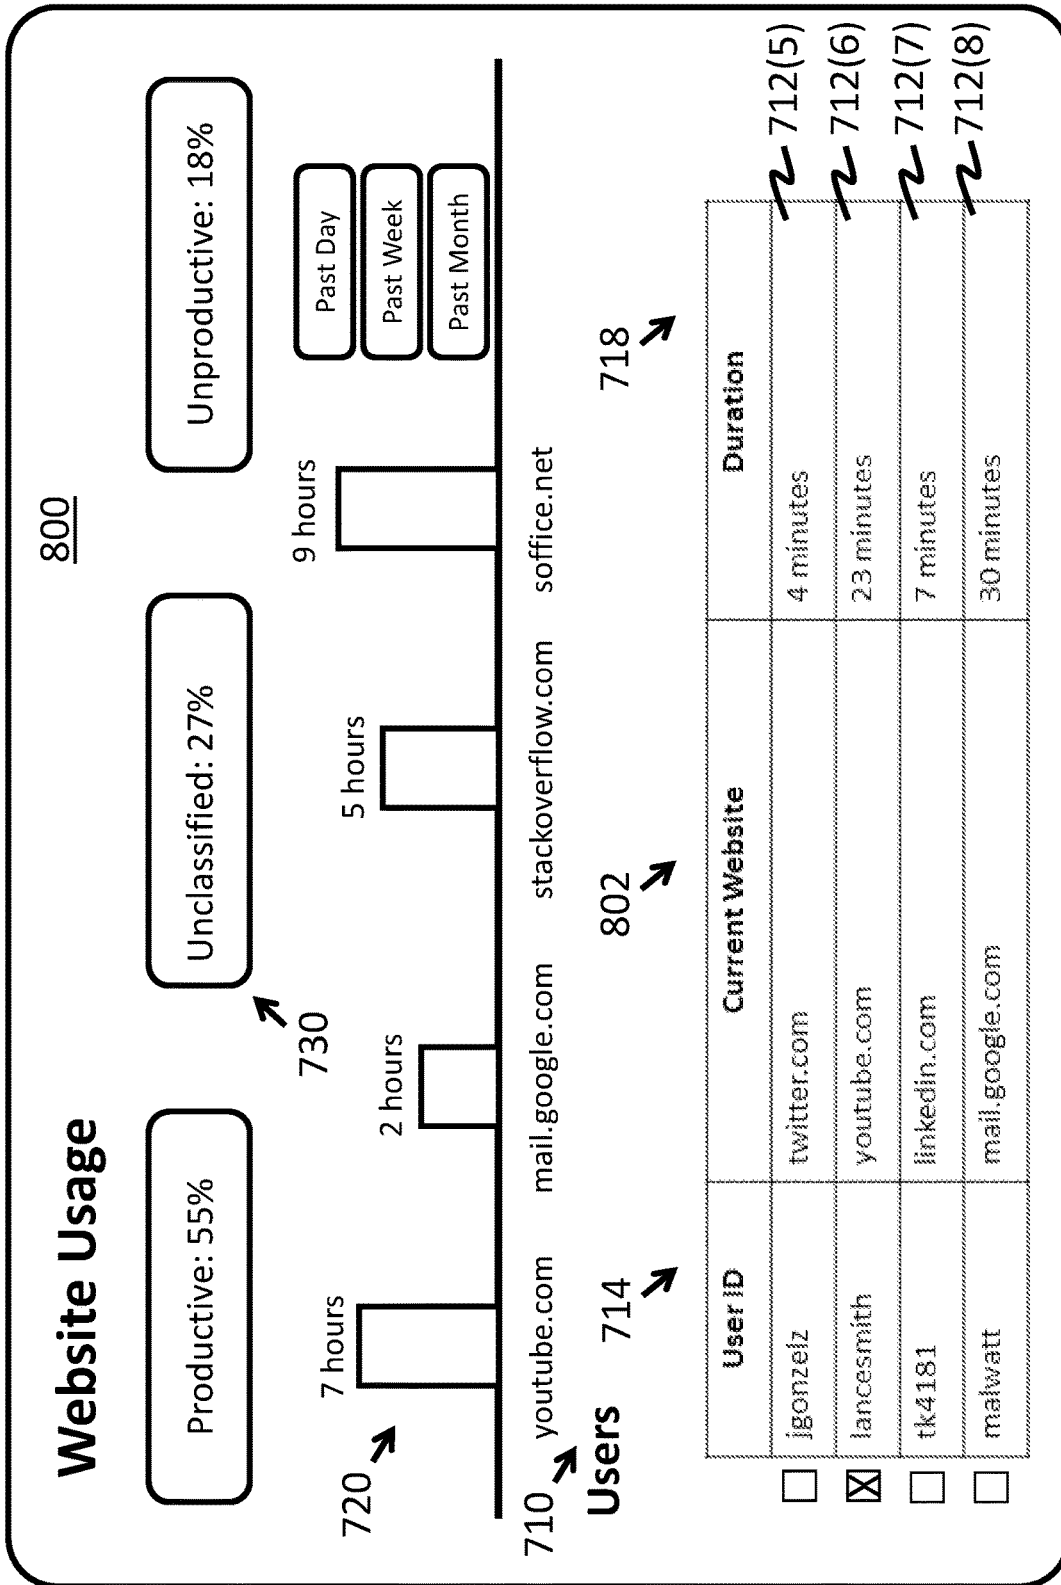 Website Usage
800
Productive: 55%
Unclassified: 27%
Unproductive: 18%
730
720
7 hours
2 hours
5 hours
9 hours
Past Day
Past Week
Past Month
youtube.com
mail.google.com
stackoverflow.com
soffice.net
710
Users
714
802
718
User ID Current Website Duration
jgonzelz twitter.com 4 minutes 712(5)
lancesmith youtube.com 23 minutes 712(6)
tk4181 linkedin.com 7 minutes 712(7)
malwatt mail.google.com 30 minutes 712(8)